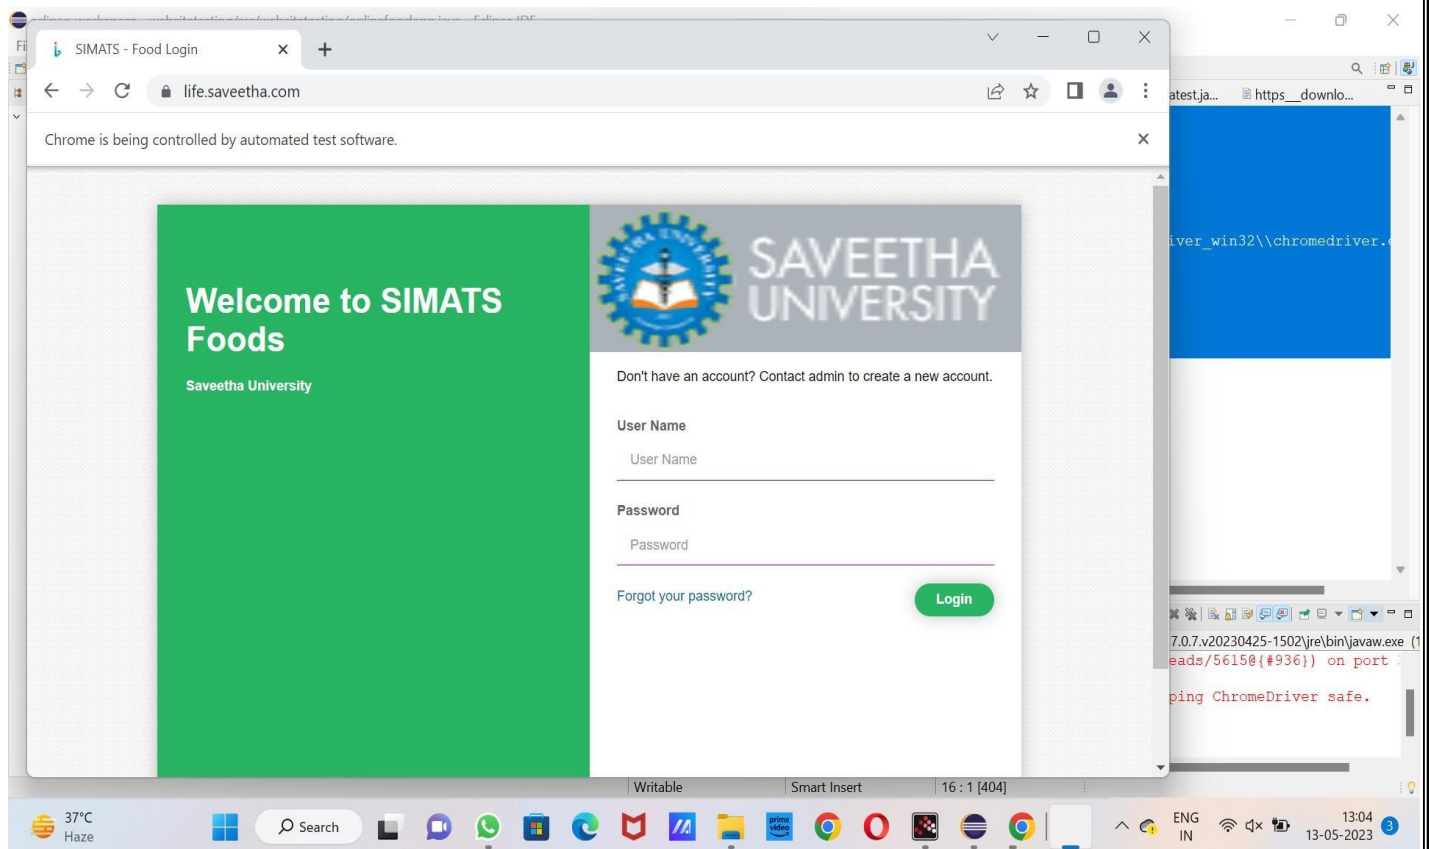 SIMATS - Food Login
life.saveetha.com
atest.ja...
https__downlo...
Chrome is being controlled by automated test software.
iver_win32\\chromedriver.
SAVEETHA
UNIVERSITY
Welcome to SIMATS
Foods
Saveetha University
Don't have an account? Contact admin to create a new account.
User Name
User Name
Password
Password
Forgot your password?
Login
7.0.7.v20230425-1502\jre\bin\javaw.exe (1
eads/5615@{#936}) on port
ping ChromeDriver safe.
Writable
Smart Insert
16 : 1 [404]
37°C
Haze
Search
prime
video
ENG
IN
13:04
13-05-2023
3